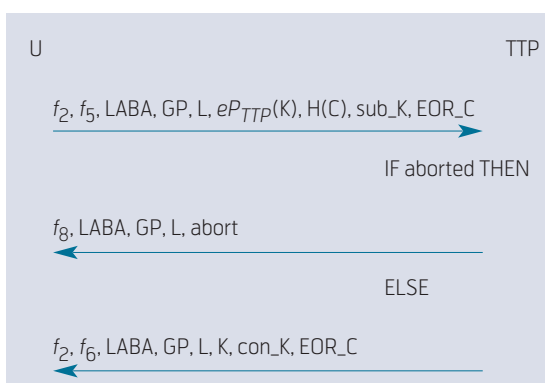 U TTP
f2, f5, LABA, GP, L, ePTTP(K), H(C), sub_K, EOR_C
IF aborted THEN
f8, LABA, GP, L, abort
ELSE
f2, f6, LABA, GP, L, K, con_K, EOR_C